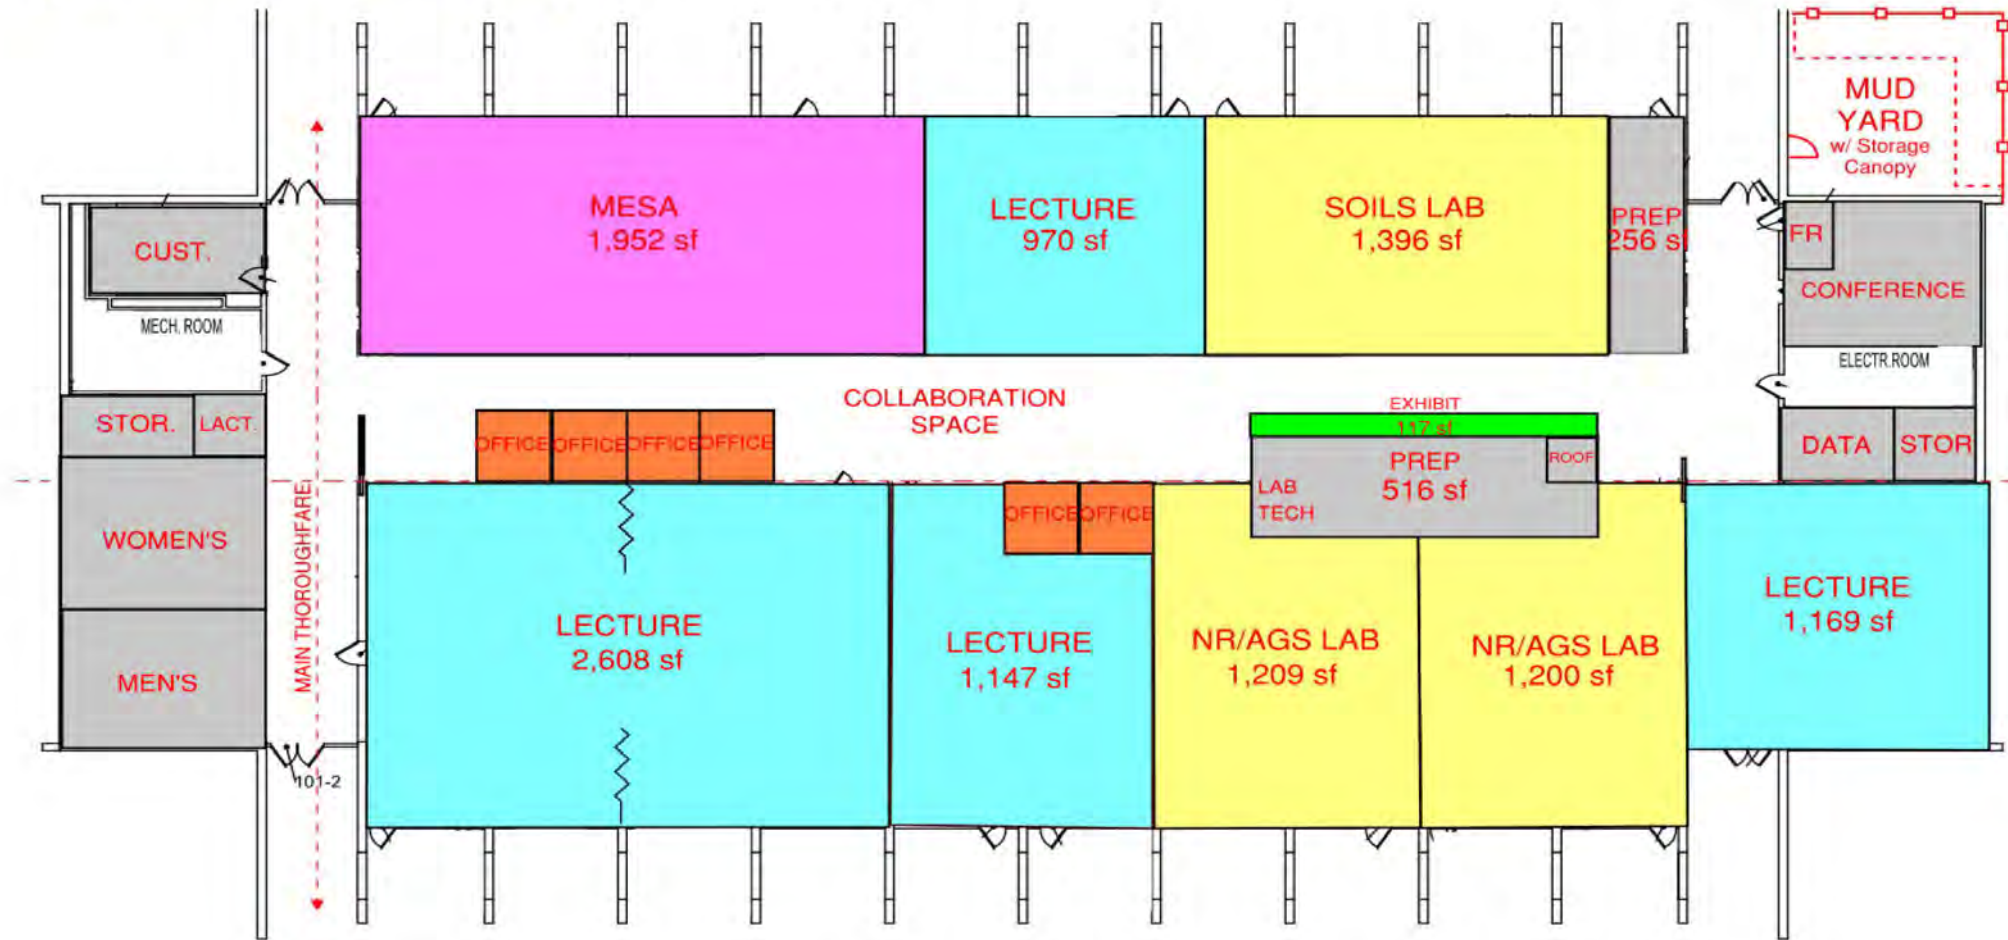 MUD
YARD
w/ Storage
Canopy
MESA
1,952 sf
LECTURE
970 sf
SOILS LAB
1,396 sf
PREP
256 sf
CUST.
MECH. ROOM
FR
CONFERENCE
ELECTR.ROOM
STOR.
LACT.
COLLABORATION
SPACE
EXHIBIT
117 sf
OFFICE
OFFICE
OFFICE
OFFICE
PREP
516 sf
ROOF
LAB
TECH
DATA
STOR
OFFICE
OFFICE
WOMEN'S
MEN'S
MAIN THOROUGHFARE
LECTURE
2,608 sf
LECTURE
1,147 sf
NR/AGS LAB
1,209 sf
NR/AGS LAB
1,200 sf
LECTURE
1,169 sf
101-2